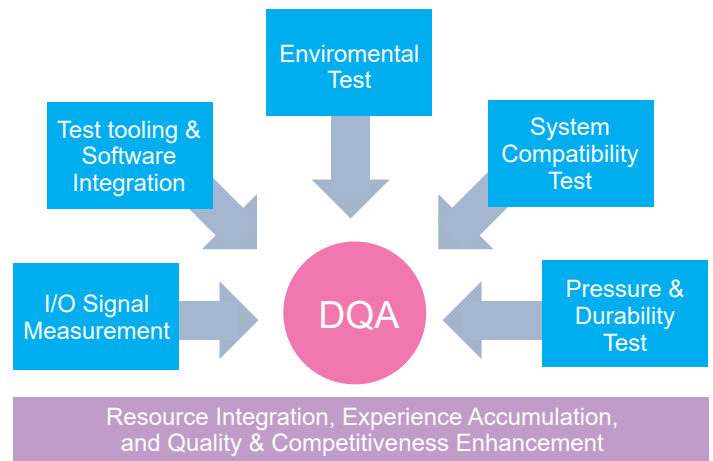 Enviromental
Test
Test tooling &
Software
Integration
System
Compatibility
Test
I/O Signal
Measurement
DQA
Pressure &
Durability
Test
Resource Integration, Experience Accumulation,
and Quality & Competitiveness Enhancement